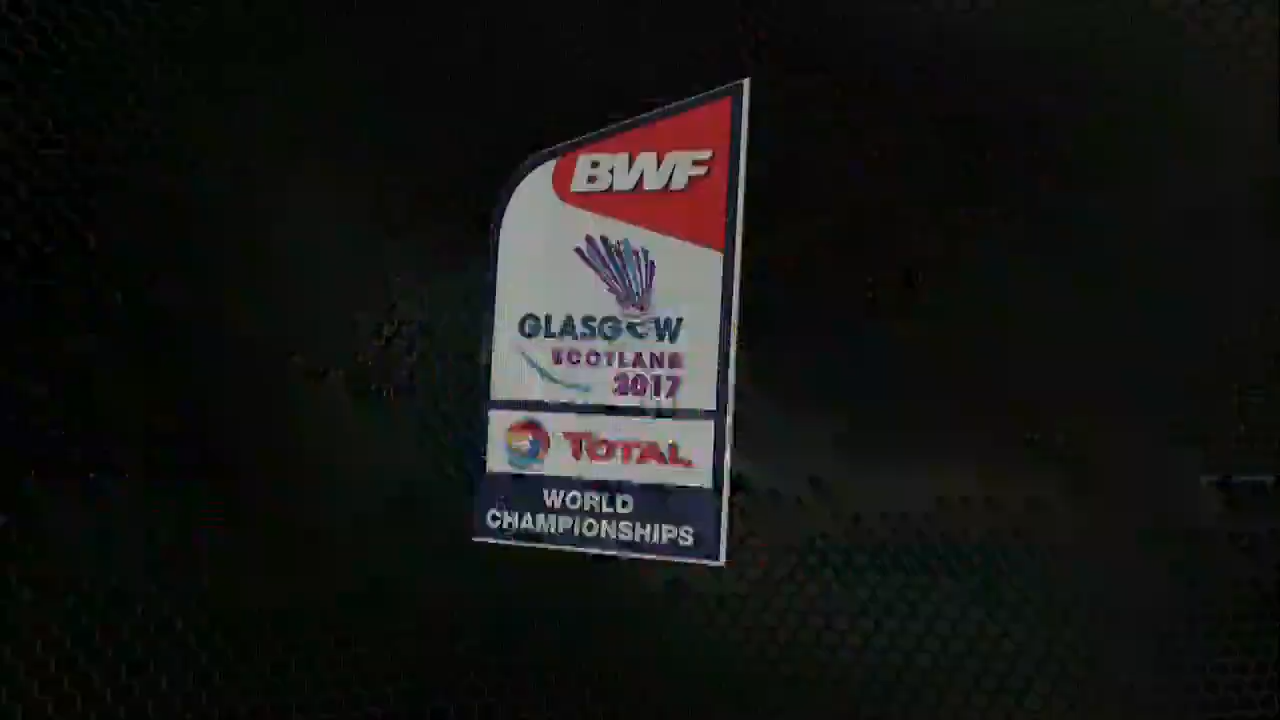 BWF
GLASGOW
SCOTLAND
2017
TOTAL
WORLD
CHAMPIONSHIPS